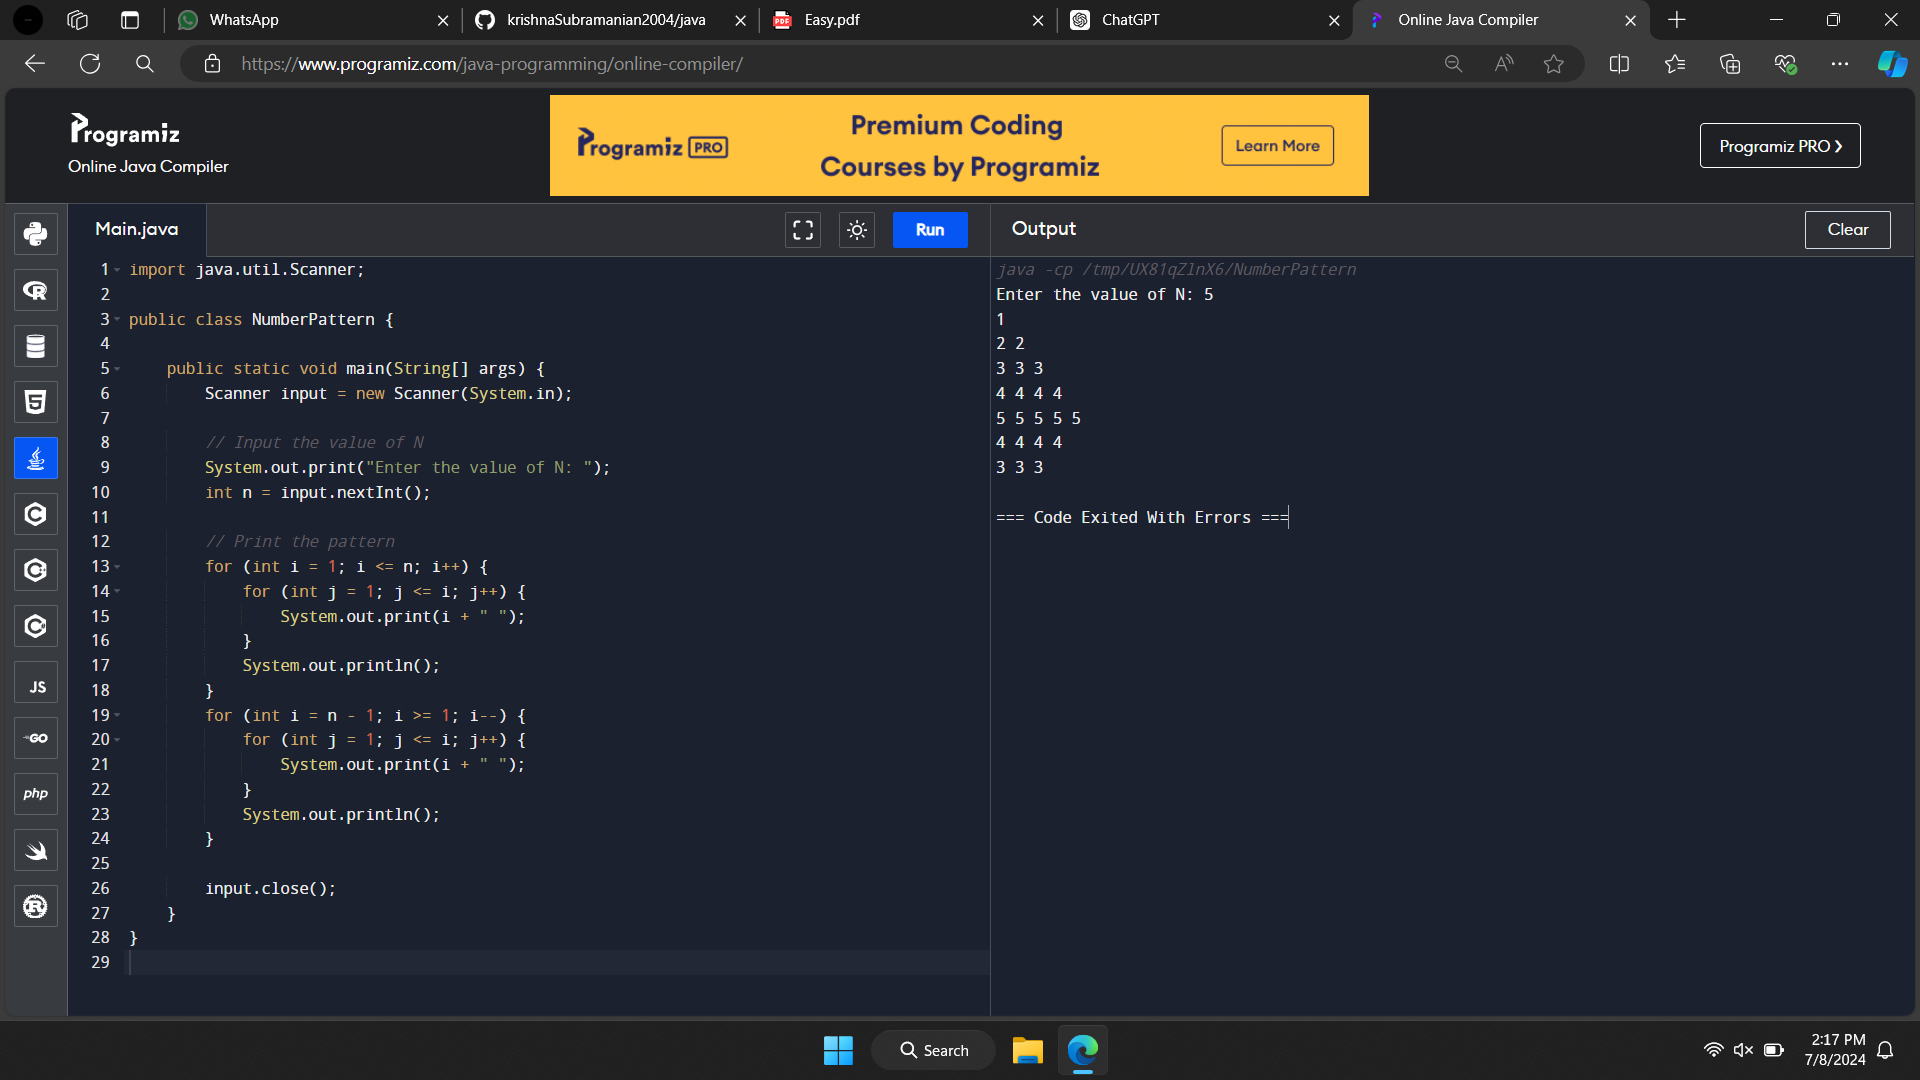 WhatsApp
krishnaSubramanian2004/java
Easy.pdf
ChatGPT
Online Java Compiler
https://www.programiz.com/java-programming/online-compiler/
Programiz
Online Java Compiler
Programiz PRO
Premium Coding
Courses by Programiz
Learn More
Programiz PRO ›
Main.java
Run
Output
Clear
1 import java.util.Scanner;
2
3 public class NumberPattern {
4
5 public static void main(String[] args) {
6 Scanner input = new Scanner(System.in);
7
8 // Input the value of N
9 System.out.print("Enter the value of N: ");
10 int n = input.nextInt();
11
12 // Print the pattern
13 for (int i = 1; i <= n; i++) {
14 for (int j = 1; j <= i; j++) {
15 System.out.print(i + " ");
16 }
17 System.out.println();
18 }
19 for (int i = n - 1; i >= 1; i--) {
20 for (int j = 1; j <= i; j++) {
21 System.out.print(i + " ");
22 }
23 System.out.println();
24 }
25
26 input.close();
27 }
28 }
29
java -cp /tmp/UX81qZlnX6/NumberPattern
Enter the value of N: 5
1
2 2
3 3 3
4 4 4 4
5 5 5 5 5
4 4 4 4
3 3 3
=== Code Exited With Errors ===
JS
GO
php
Search
2:17 PM
7/8/2024